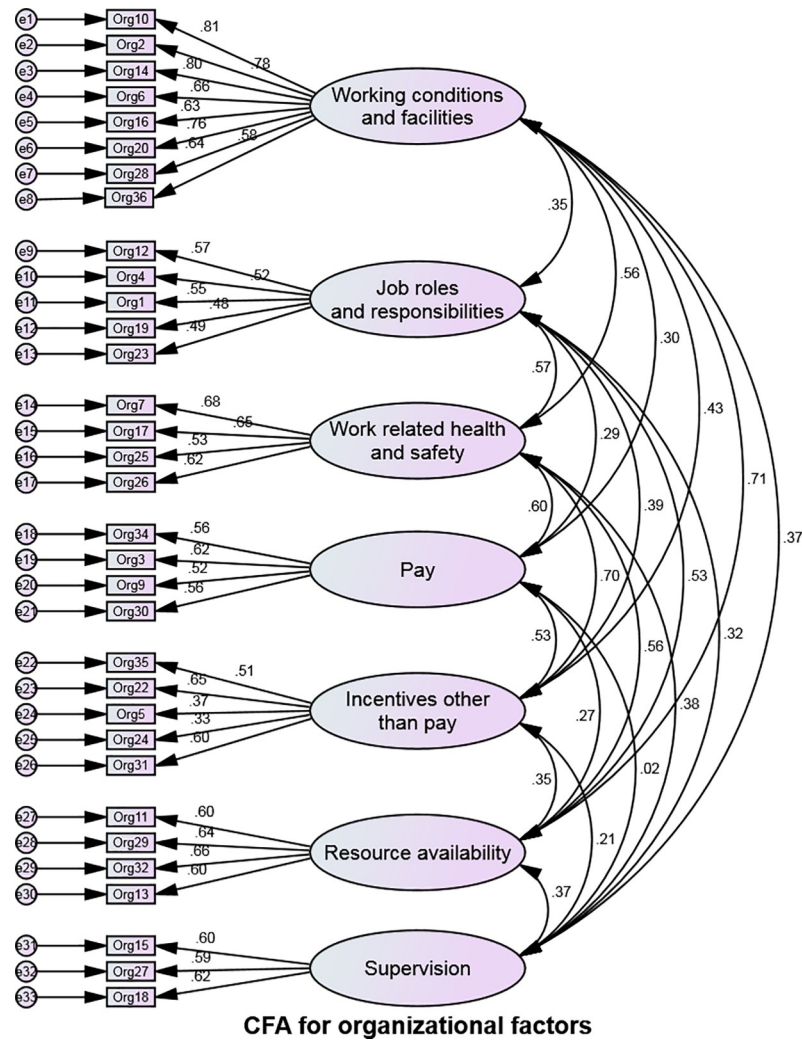 e1 Org10 .81
e2 Org2 .78
e3 Org14 .80
e4 Org6 .66
e5 Org16 .63
e6 Org20 .76
e7 Org28 .64
e8 Org36 .58
Working conditions
and facilities
.35
.56
.30
.43
.71
.37
e9 Org12 .57
e10 Org4 .52
e11 Org1 .55
e12 Org19 .48
e13 Org23 .49
Job roles
and responsibilities
.57
.29
.39
.53
.32
e14 Org7 .68
e15 Org17 .65
e16 Org25 .53
e17 Org26 .62
Work related health
and safety
.60
.70
.56
.38
e18 Org34 .56
e19 Org3 .62
e20 Org9 .52
e21 Org30 .56
Pay
.53
.27
.02
e22 Org35 .51
e23 Org22 .65
e24 Org5 .37
e25 Org24 .33
e26 Org31 .60
Incentives other
than pay
.35
.21
e27 Org11 .60
e28 Org29 .64
e29 Org32 .66
e30 Org13 .60
Resource availability
.37
e31 Org15 .60
e32 Org27 .59
e33 Org18 .62
Supervision
CFA for organizational factors